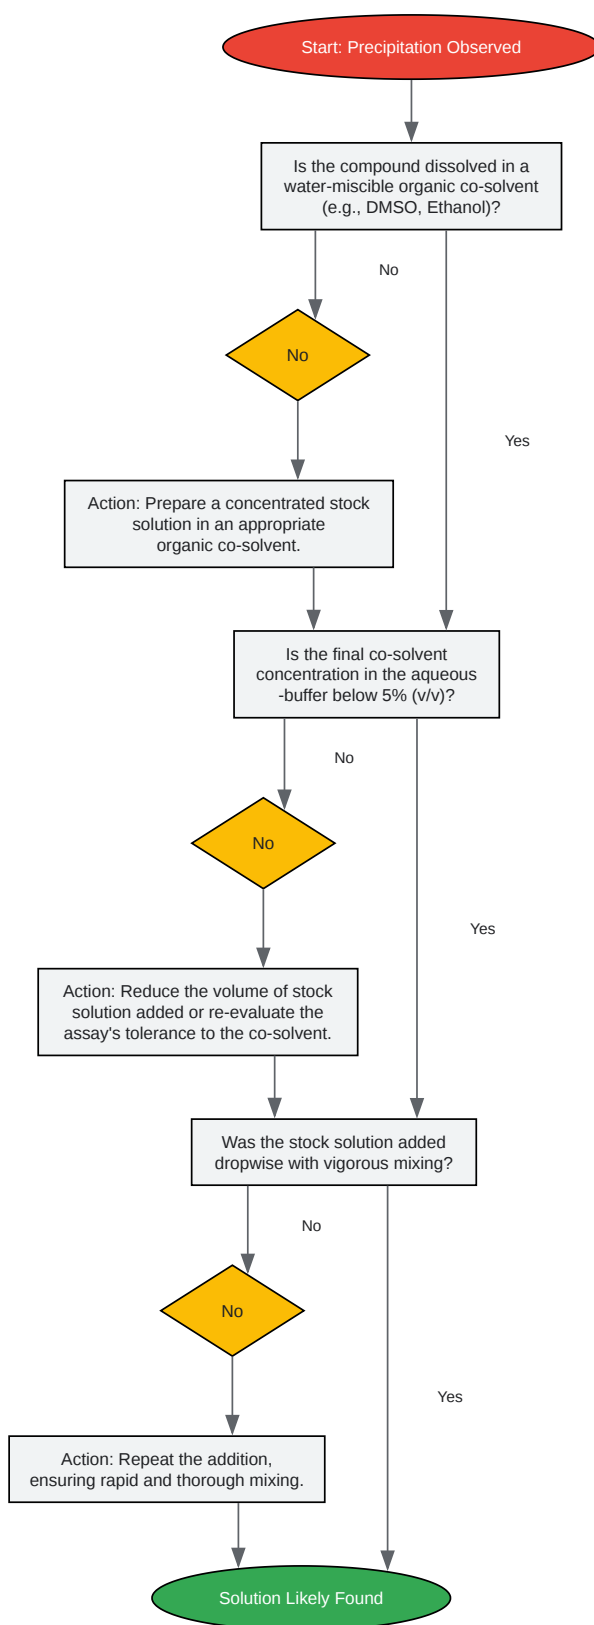 Start: Precipitation Observed
Is the compound dissolved in a
water-miscible organic co-solvent
(e.g., DMSO, Ethanol)?
No
No
Yes
Action: Prepare a concentrated stock
solution in an appropriate
organic co-solvent.
Is the final co-solvent
concentration in the aqueous
-buffer below 5% (v/v)?
No
No
Yes
Action: Reduce the volume of stock
solution added or re-evaluate the
assay's tolerance to the co-solvent.
Was the stock solution added
dropwise with vigorous mixing?
No
No
Yes
Action: Repeat the addition,
ensuring rapid and thorough mixing.
Solution Likely Found